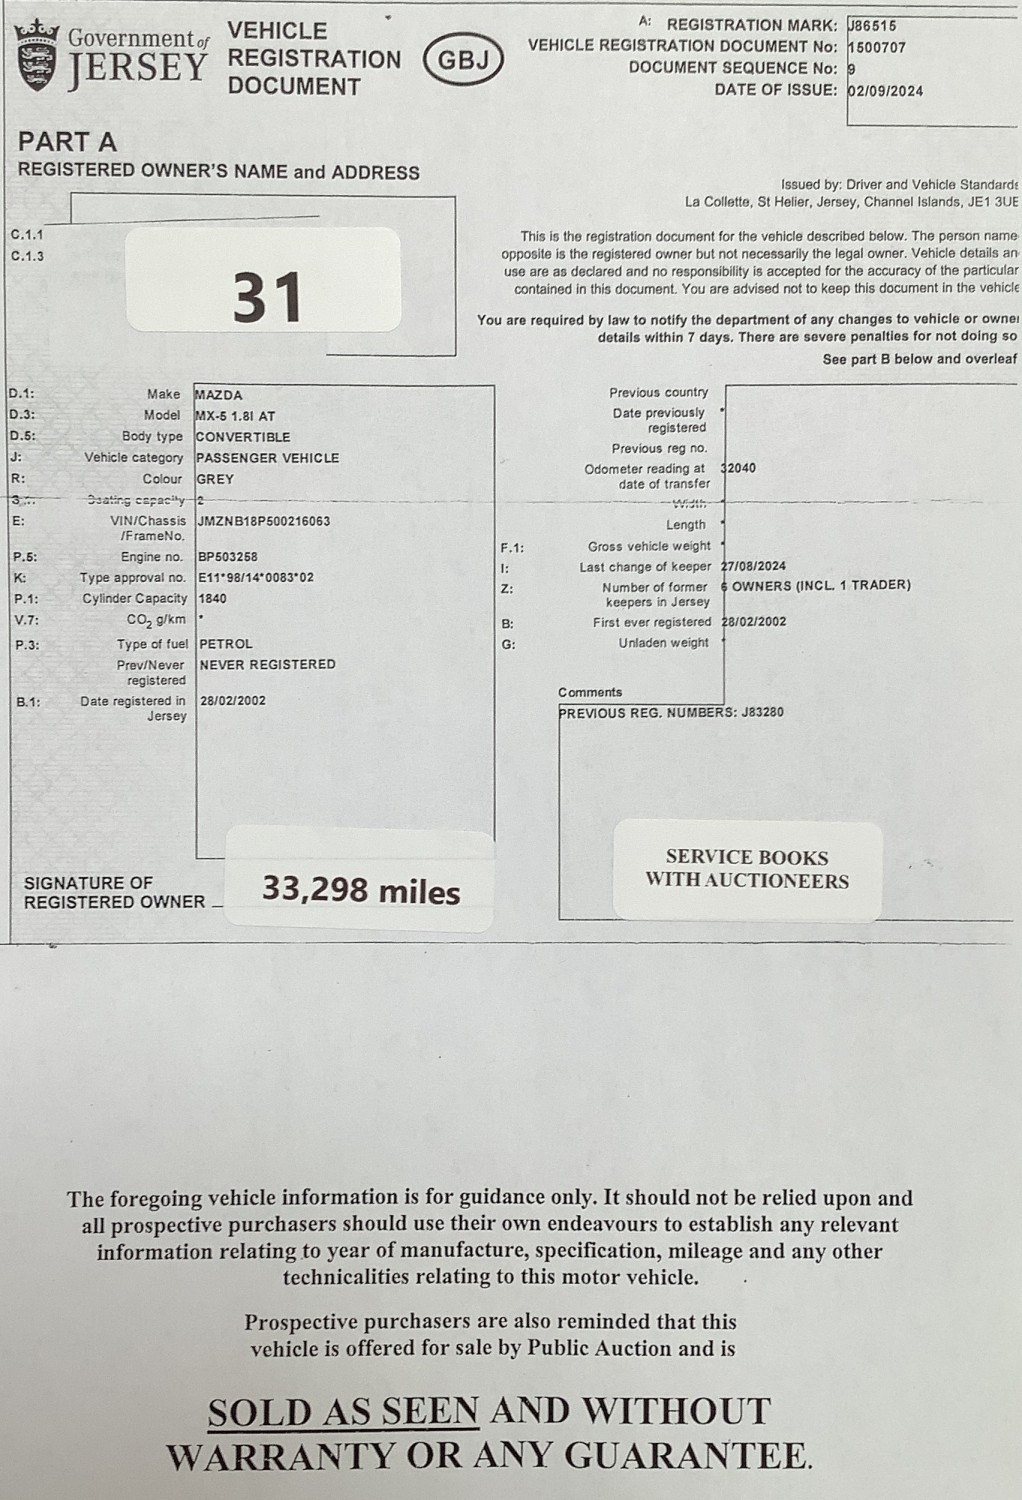 Government of
JERSEY
VEHICLE
REGISTRATION
DOCUMENT
GBJ
A: REGISTRATION MARK: J86515
VEHICLE REGISTRATION DOCUMENT No: 1500707
DOCUMENT SEQUENCE No: 9
DATE OF ISSUE: 02/09/2024
PART A
REGISTERED OWNER'S NAME and ADDRESS
Issued by: Driver and Vehicle Standards
La Collette, St Helier, Jersey, Channel Islands, JE1 3UE
C.1.1
C.1.3
31
This is the registration document for the vehicle described below. The person name
opposite is the registered owner but not necessarily the legal owner. Vehicle details an
use are as declared and no responsibility is accepted for the accuracy of the particular
contained in this document. You are advised not to keep this document in the vehicle
You are required by law to notify the department of any changes to vehicle or owner
details within 7 days. There are severe penalties for not doing so
See part B below and overleaf
D.1: Make MAZDA
D.3: Model MX-5 1.8I AT
D.5: Body type CONVERTIBLE
J: Vehicle category PASSENGER VEHICLE
R: Colour GREY
Seating capacity 2
E: VIN/Chassis JMZNB18P500216063
/FrameNo.
P.5: Engine no. BP503258
K: Type approval no. E11*98/14*0083*02
P.1: Cylinder Capacity 1840
V.7: CO2 g/km *
P.3: Type of fuel PETROL
Prev/Never NEVER REGISTERED
registered
B.1: Date registered in 28/02/2002
Jersey
Previous country
Date previously *
registered
Previous reg no.
Odometer reading at 32040
date of transfer
Width
Length *
F.1: Gross vehicle weight *
I: Last change of keeper 27/08/2024
Z: Number of former 6 OWNERS (INCL. 1 TRADER)
keepers in Jersey
B: First ever registered 28/02/2002
G: Unladen weight *
Comments
PREVIOUS REG. NUMBERS: J83280
SIGNATURE OF
REGISTERED OWNER
33,298 miles
SERVICE BOOKS
WITH AUCTIONEERS
The foregoing vehicle information is for guidance only. It should not be relied upon and
all prospective purchasers should use their own endeavours to establish any relevant
information relating to year of manufacture, specification, mileage and any other
technicalities relating to this motor vehicle.
Prospective purchasers are also reminded that this
vehicle is offered for sale by Public Auction and is
SOLD AS SEEN AND WITHOUT
WARRANTY OR ANY GUARANTEE.